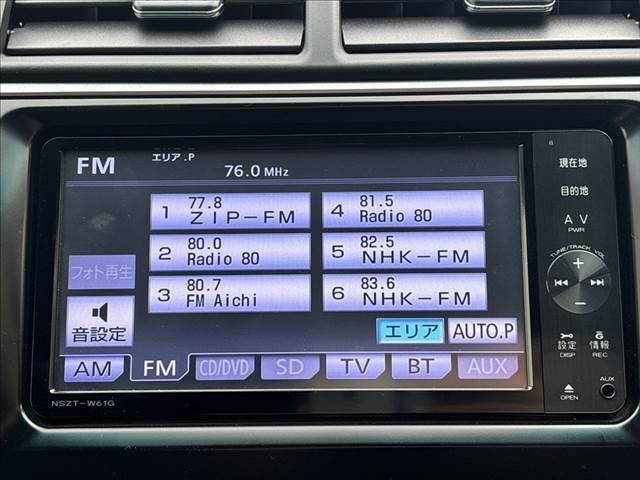 FM
エリア.P
76.0 MHz
1 77.8 ZIP-FM
4 81.5 Radio 80
2 80.0 Radio 80
5 82.5 NHK-FM
3 80.7 FM Aichi
6 83.6 NHK-FM
フォト再生
音設定
エリア
AUTO.P
AM
FM
CD/DVD
SD
TV
BT
AUX
NSZT-W61G
現在地
目的地
AV
PWR
TUNE/TRACK VOL
設定
DISP
情報
REC
OPEN
AUX